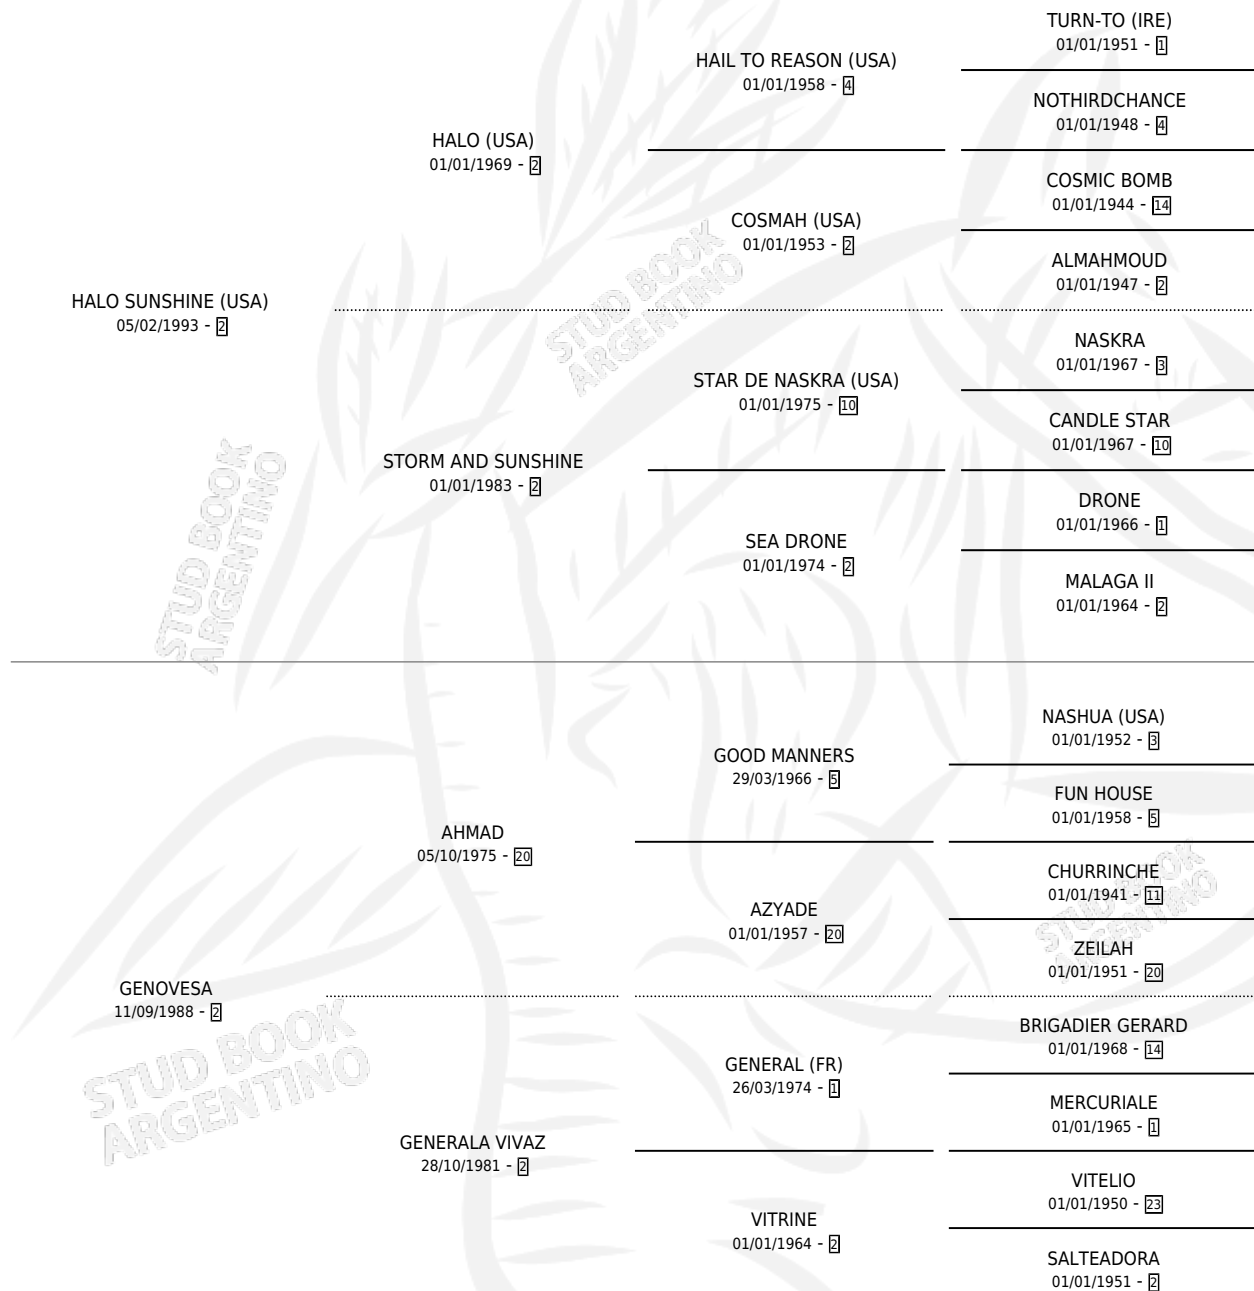 TURN-TO (IRE)
01/01/1951 - 1
HAIL TO REASON (USA)
01/01/1958 - 4
NOTHIRDCHANCE
01/01/1948 - 4
HALO (USA)
01/01/1969 - 2
COSMIC BOMB
01/01/1944 - 14
COSMAH (USA)
01/01/1953 - 2
ALMAHMOUD
01/01/1947 - 2
HALO SUNSHINE (USA)
05/02/1993 - 2
NASKRA
01/01/1967 - 3
STAR DE NASKRA (USA)
01/01/1975 - 10
CANDLE STAR
01/01/1967 - 10
STORM AND SUNSHINE
01/01/1983 - 2
DRONE
01/01/1966 - 1
SEA DRONE
01/01/1974 - 2
MALAGA II
01/01/1964 - 2
NASHUA (USA)
01/01/1952 - 3
GOOD MANNERS
29/03/1966 - 5
FUN HOUSE
01/01/1958 - 5
AHMAD
05/10/1975 - 20
CHURRINCHE
01/01/1941 - 11
AZYADE
01/01/1957 - 20
ZEILAH
01/01/1951 - 20
GENOVESA
11/09/1988 - 2
BRIGADIER GERARD
01/01/1968 - 14
GENERAL (FR)
26/03/1974 - 1
MERCURIALE
01/01/1965 - 1
GENERALA VIVAZ
28/10/1981 - 2
VITELIO
01/01/1950 - 23
VITRINE
01/01/1964 - 2
SALTEADORA
01/01/1951 - 2
STUD BOOK
ARGENTINO
STUD BOOK
ARGENTINO
STUD BOOK
ARGENTINO
STUD BOOK
ARGENTINO